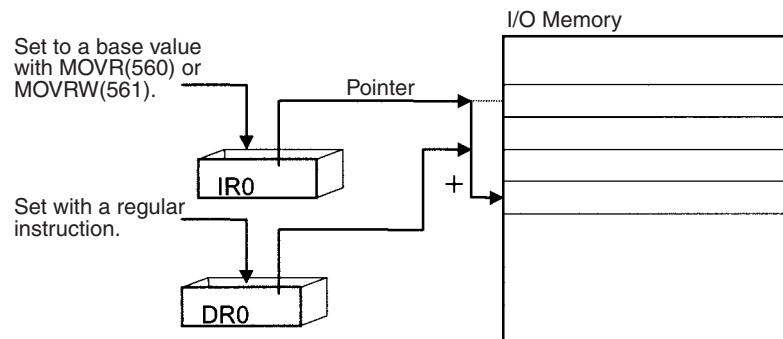 I/O Memory
Set to a base value
with MOVR(560) or
MOVRW(561).
Pointer
IR0
Set with a regular
instruction.
+
DR0